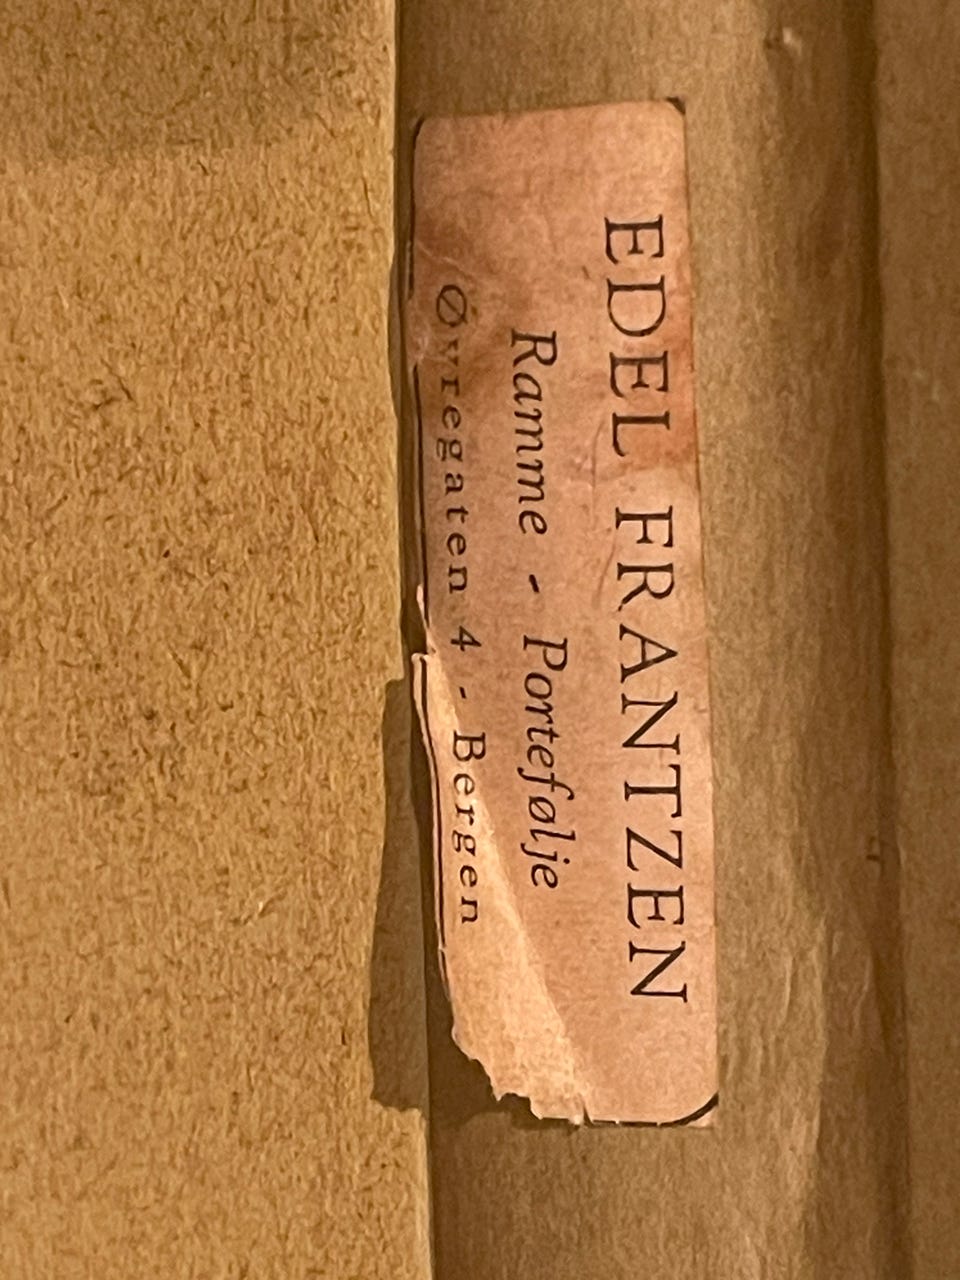 EDEL FRANTZEN
Ramme - Portefølje
Øvregaten 4 - Bergen